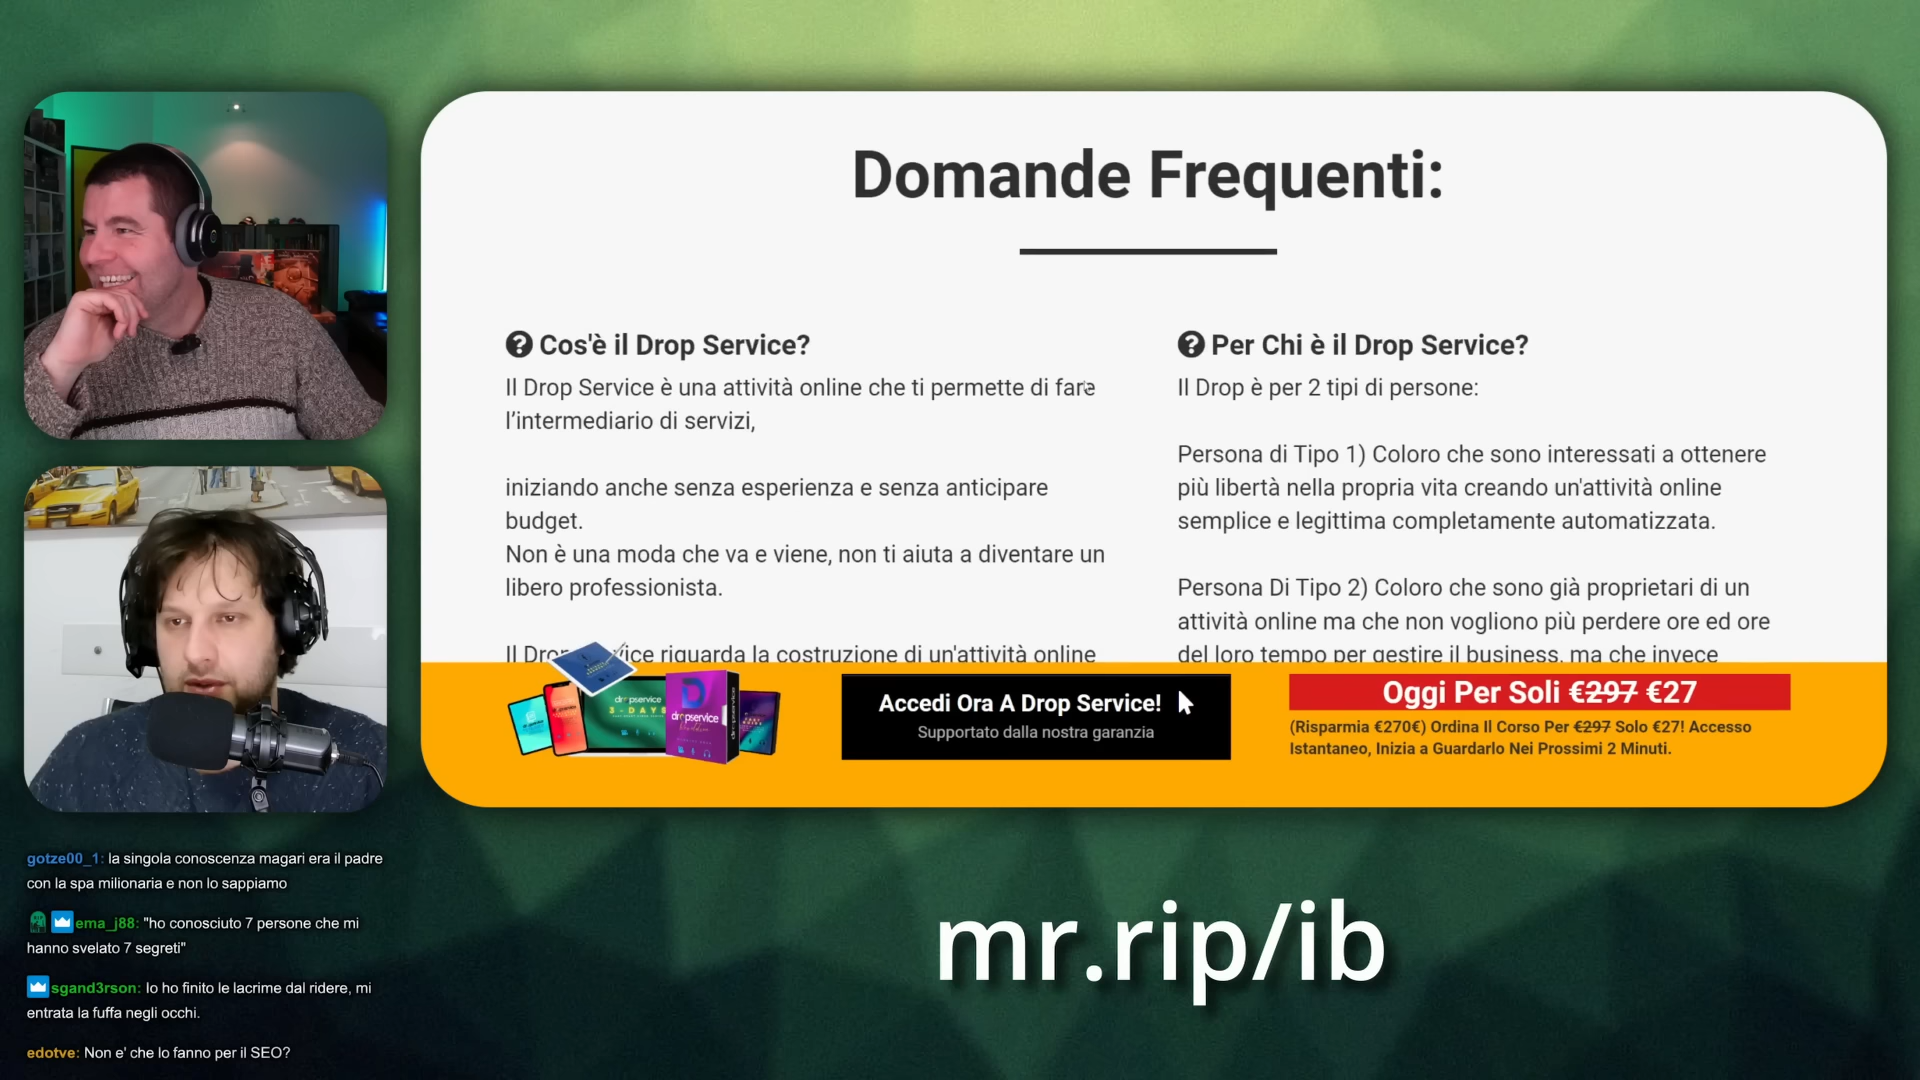 Domande Frequenti:
Cos'è il Drop Service?
Il Drop Service è una attività online che ti permette di fare
l’intermediario di servizi,
iniziando anche senza esperienza e senza anticipare
budget.
Non è una moda che va e viene, non ti aiuta a diventare un
libero professionista.
Il Drop Service riguarda la costruzione di un'attività online
Per Chi è il Drop Service?
Il Drop è per 2 tipi di persone:
Persona di Tipo 1) Coloro che sono interessati a ottenere
più libertà nella propria vita creando un'attività online
semplice e legittima completamente automatizzata.
Persona Di Tipo 2) Coloro che sono già proprietari di un
attività online ma che non vogliono più perdere ore ed ore
del loro tempo per gestire il business, ma che invece
dropservice
3-DAYS
dropservice
Accedi Ora A Drop Service!
Supportato dalla nostra garanzia
Oggi Per Soli €297 €27
(Risparmia €270€) Ordina Il Corso Per €297 Solo €27! Accesso
Istantaneo, Inizia a Guardarlo Nei Prossimi 2 Minuti.
gotze00_1: la singola conoscenza magari era il padre
con la spa milionaria e non lo sappiamo
ema_j88: "ho conosciuto 7 persone che mi
hanno svelato 7 segreti"
sgand3rson: Io ho finito le lacrime dal ridere, mi
entrata la fuffa negli occhi.
edotve: Non e' che lo fanno per il SEO?
mr.rip/ib